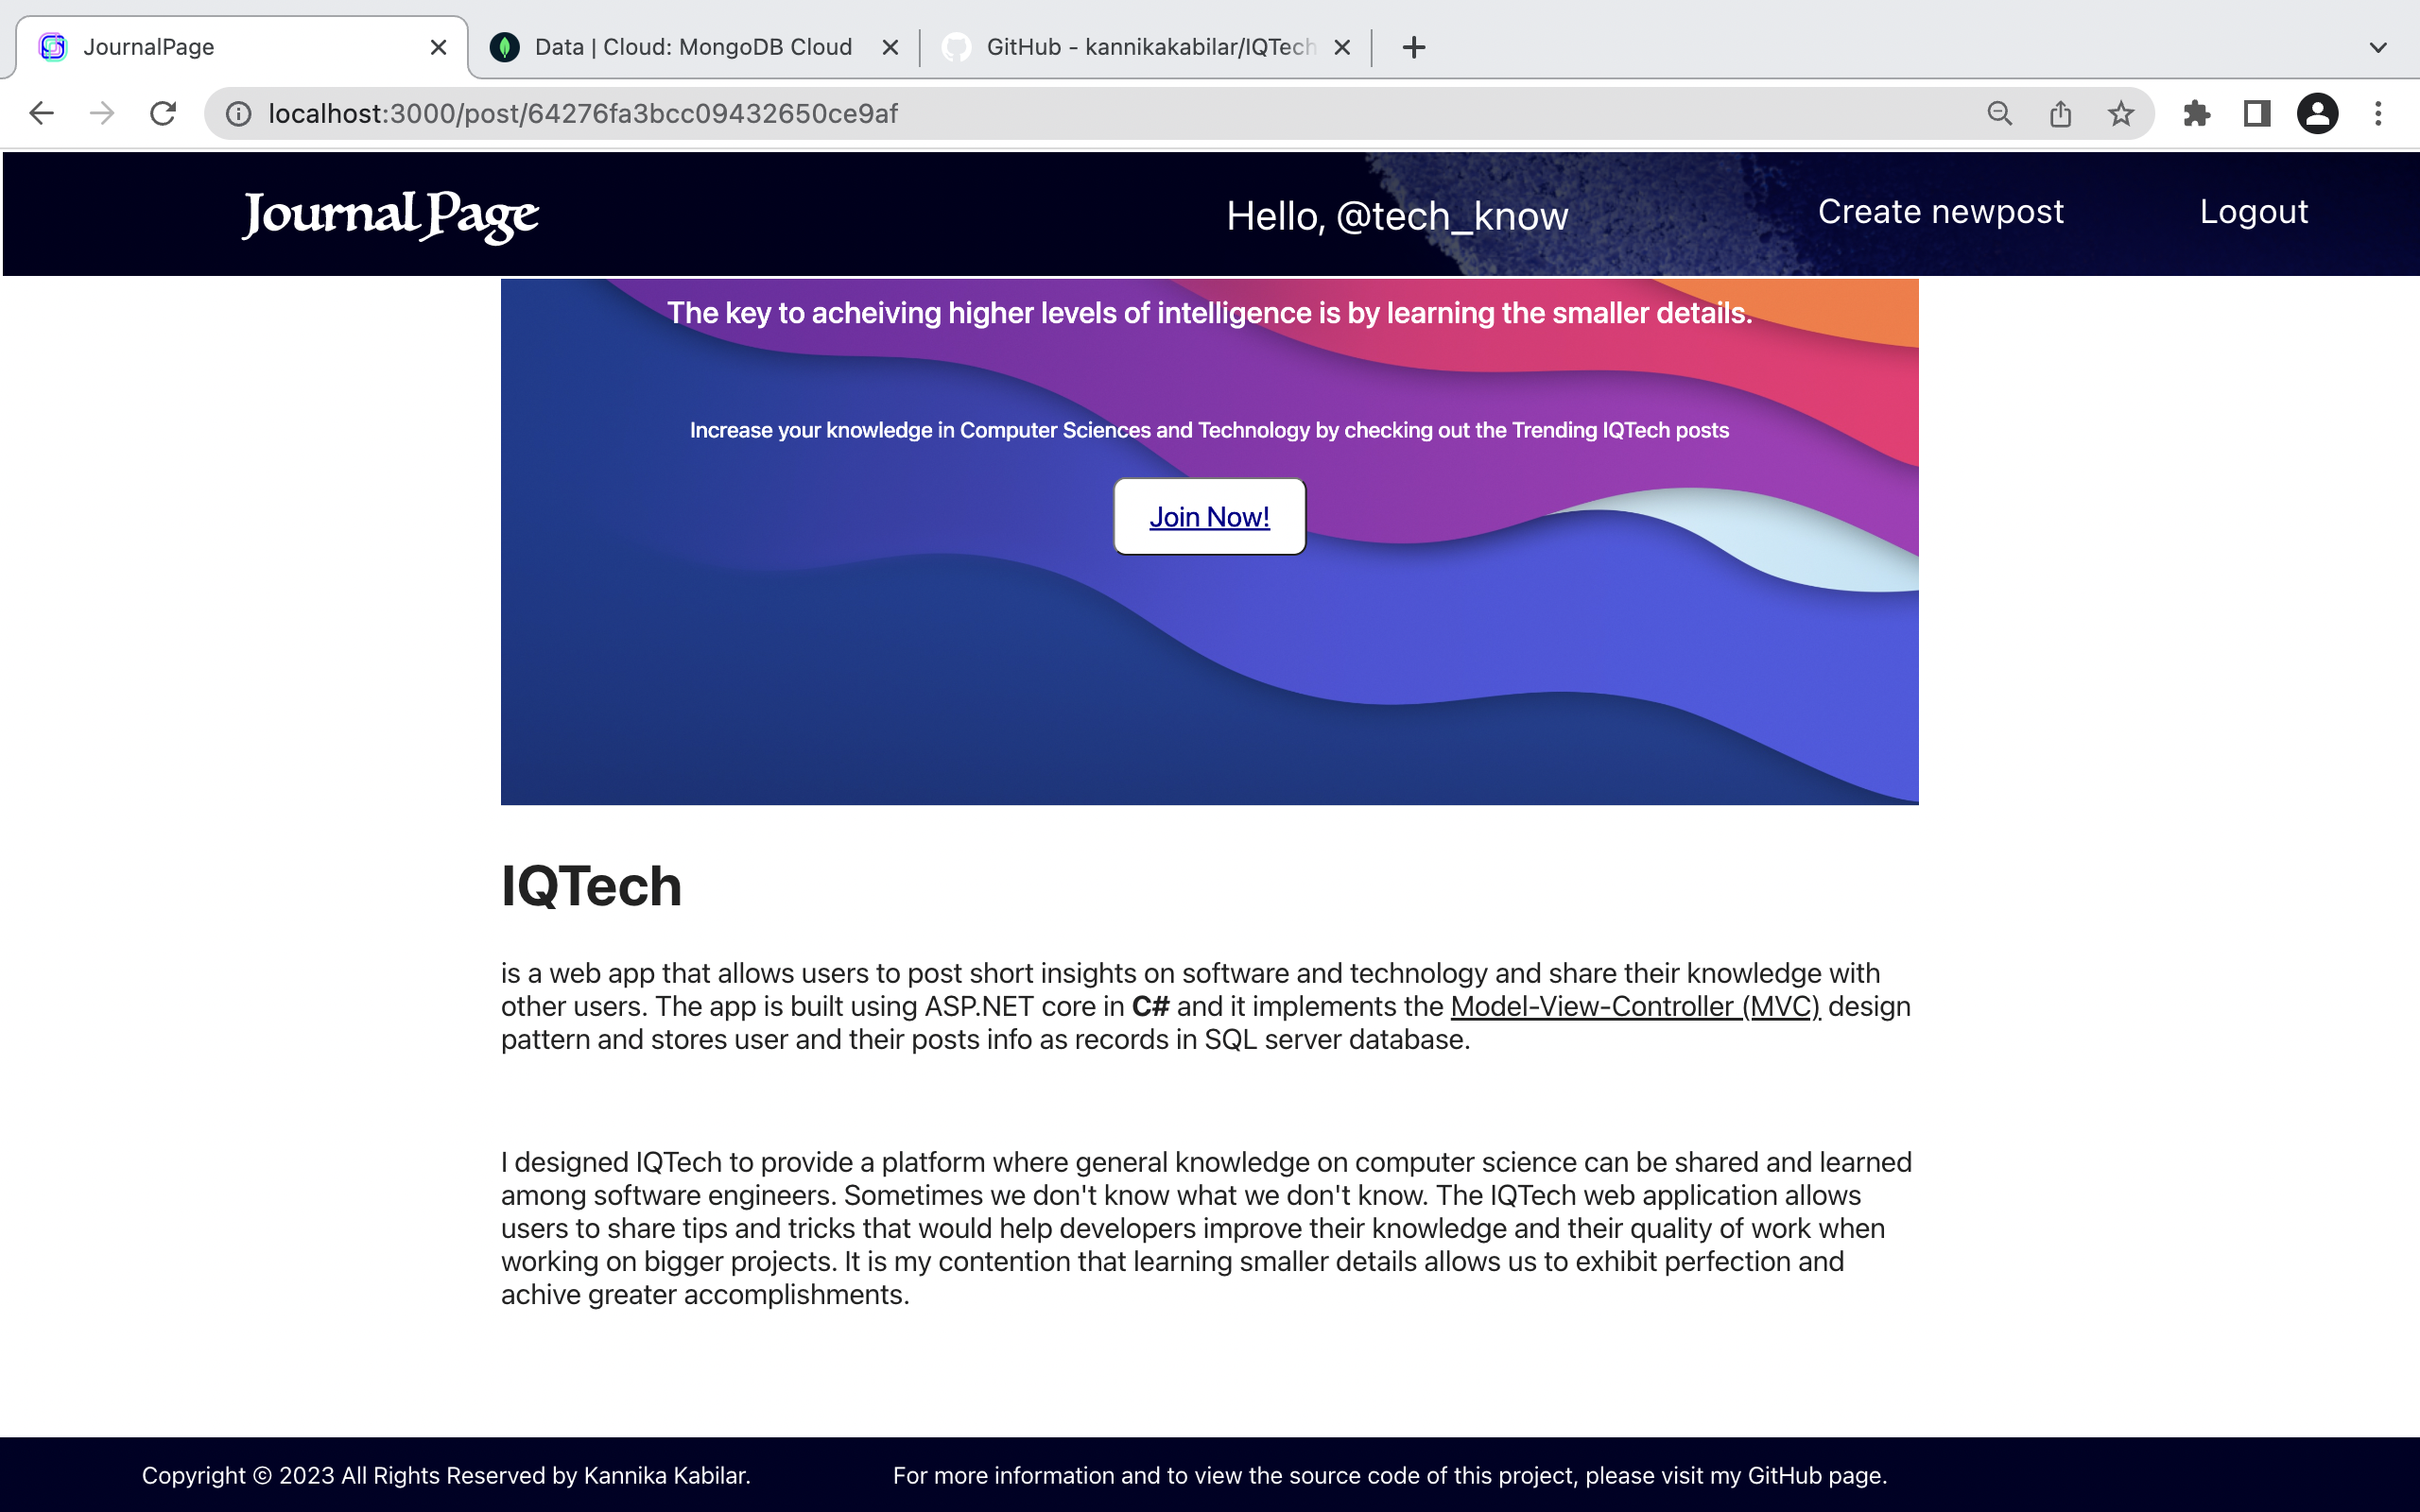 JournalPage
Data | Cloud: MongoDB Cloud
GitHub - kannikakabilar/IQTech
localhost:3000/post/64276fa3bcc09432650ce9af
Journal Page
Hello, @tech_know
Create newpost
Logout
The key to acheiving higher levels of intelligence is by learning the smaller details.
Increase your knowledge in Computer Sciences and Technology by checking out the Trending IQTech posts
Join Now!
IQTech
is a web app that allows users to post short insights on software and technology and share their knowledge with
other users. The app is built using ASP.NET core in C# and it implements the Model-View-Controller (MVC) design
pattern and stores user and their posts info as records in SQL server database.
I designed IQTech to provide a platform where general knowledge on computer science can be shared and learned
among software engineers. Sometimes we don't know what we don't know. The IQTech web application allows
users to share tips and tricks that would help developers improve their knowledge and their quality of work when
working on bigger projects. It is my contention that learning smaller details allows us to exhibit perfection and
achive greater accomplishments.
Copyright © 2023 All Rights Reserved by Kannika Kabilar.
For more information and to view the source code of this project, please visit my GitHub page.